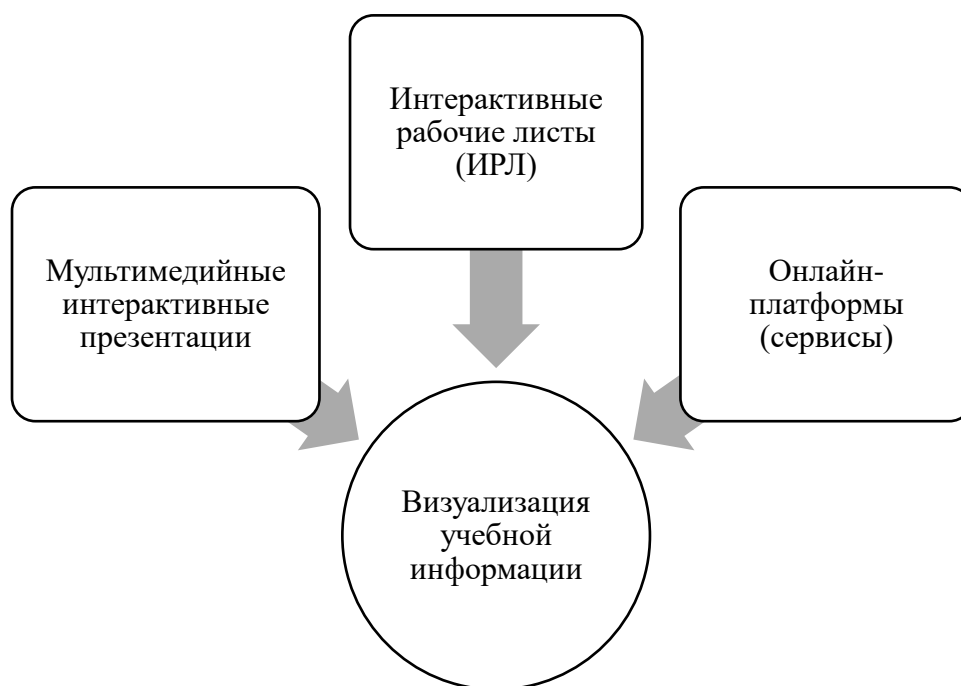 Интерактивные
рабочие листы
(ИРЛ)
Мультимедийные
интерактивные
презентации
Онлайн-
платформы
(сервисы)
Визуализация
учебной
информации